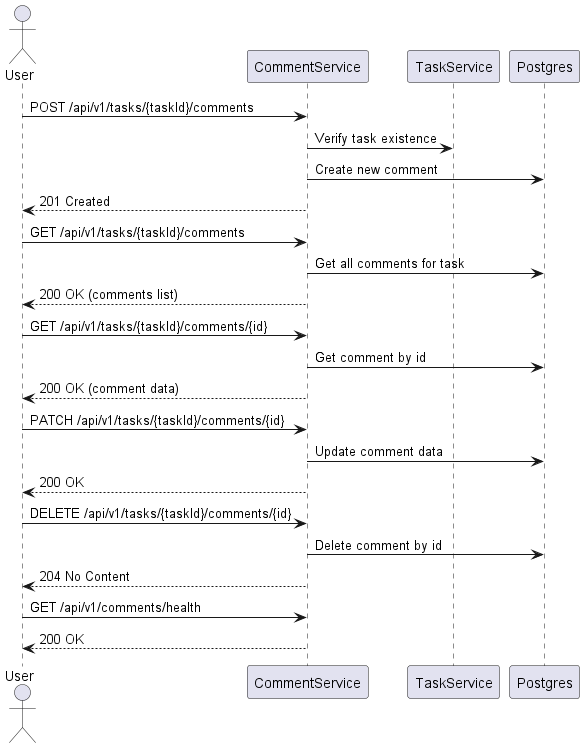 User
CommentService
TaskService
Postgres
POST /api/v1/tasks/{taskId}/comments
Verify task existence
Create new comment
201 Created
GET /api/v1/tasks/{taskId}/comments
Get all comments for task
200 OK (comments list)
GET /api/v1/tasks/{taskId}/comments/{id}
Get comment by id
200 OK (comment data)
PATCH /api/v1/tasks/{taskId}/comments/{id}
Update comment data
200 OK
DELETE /api/v1/tasks/{taskId}/comments/{id}
Delete comment by id
204 No Content
GET /api/v1/comments/health
200 OK
User
CommentService
TaskService
Postgres